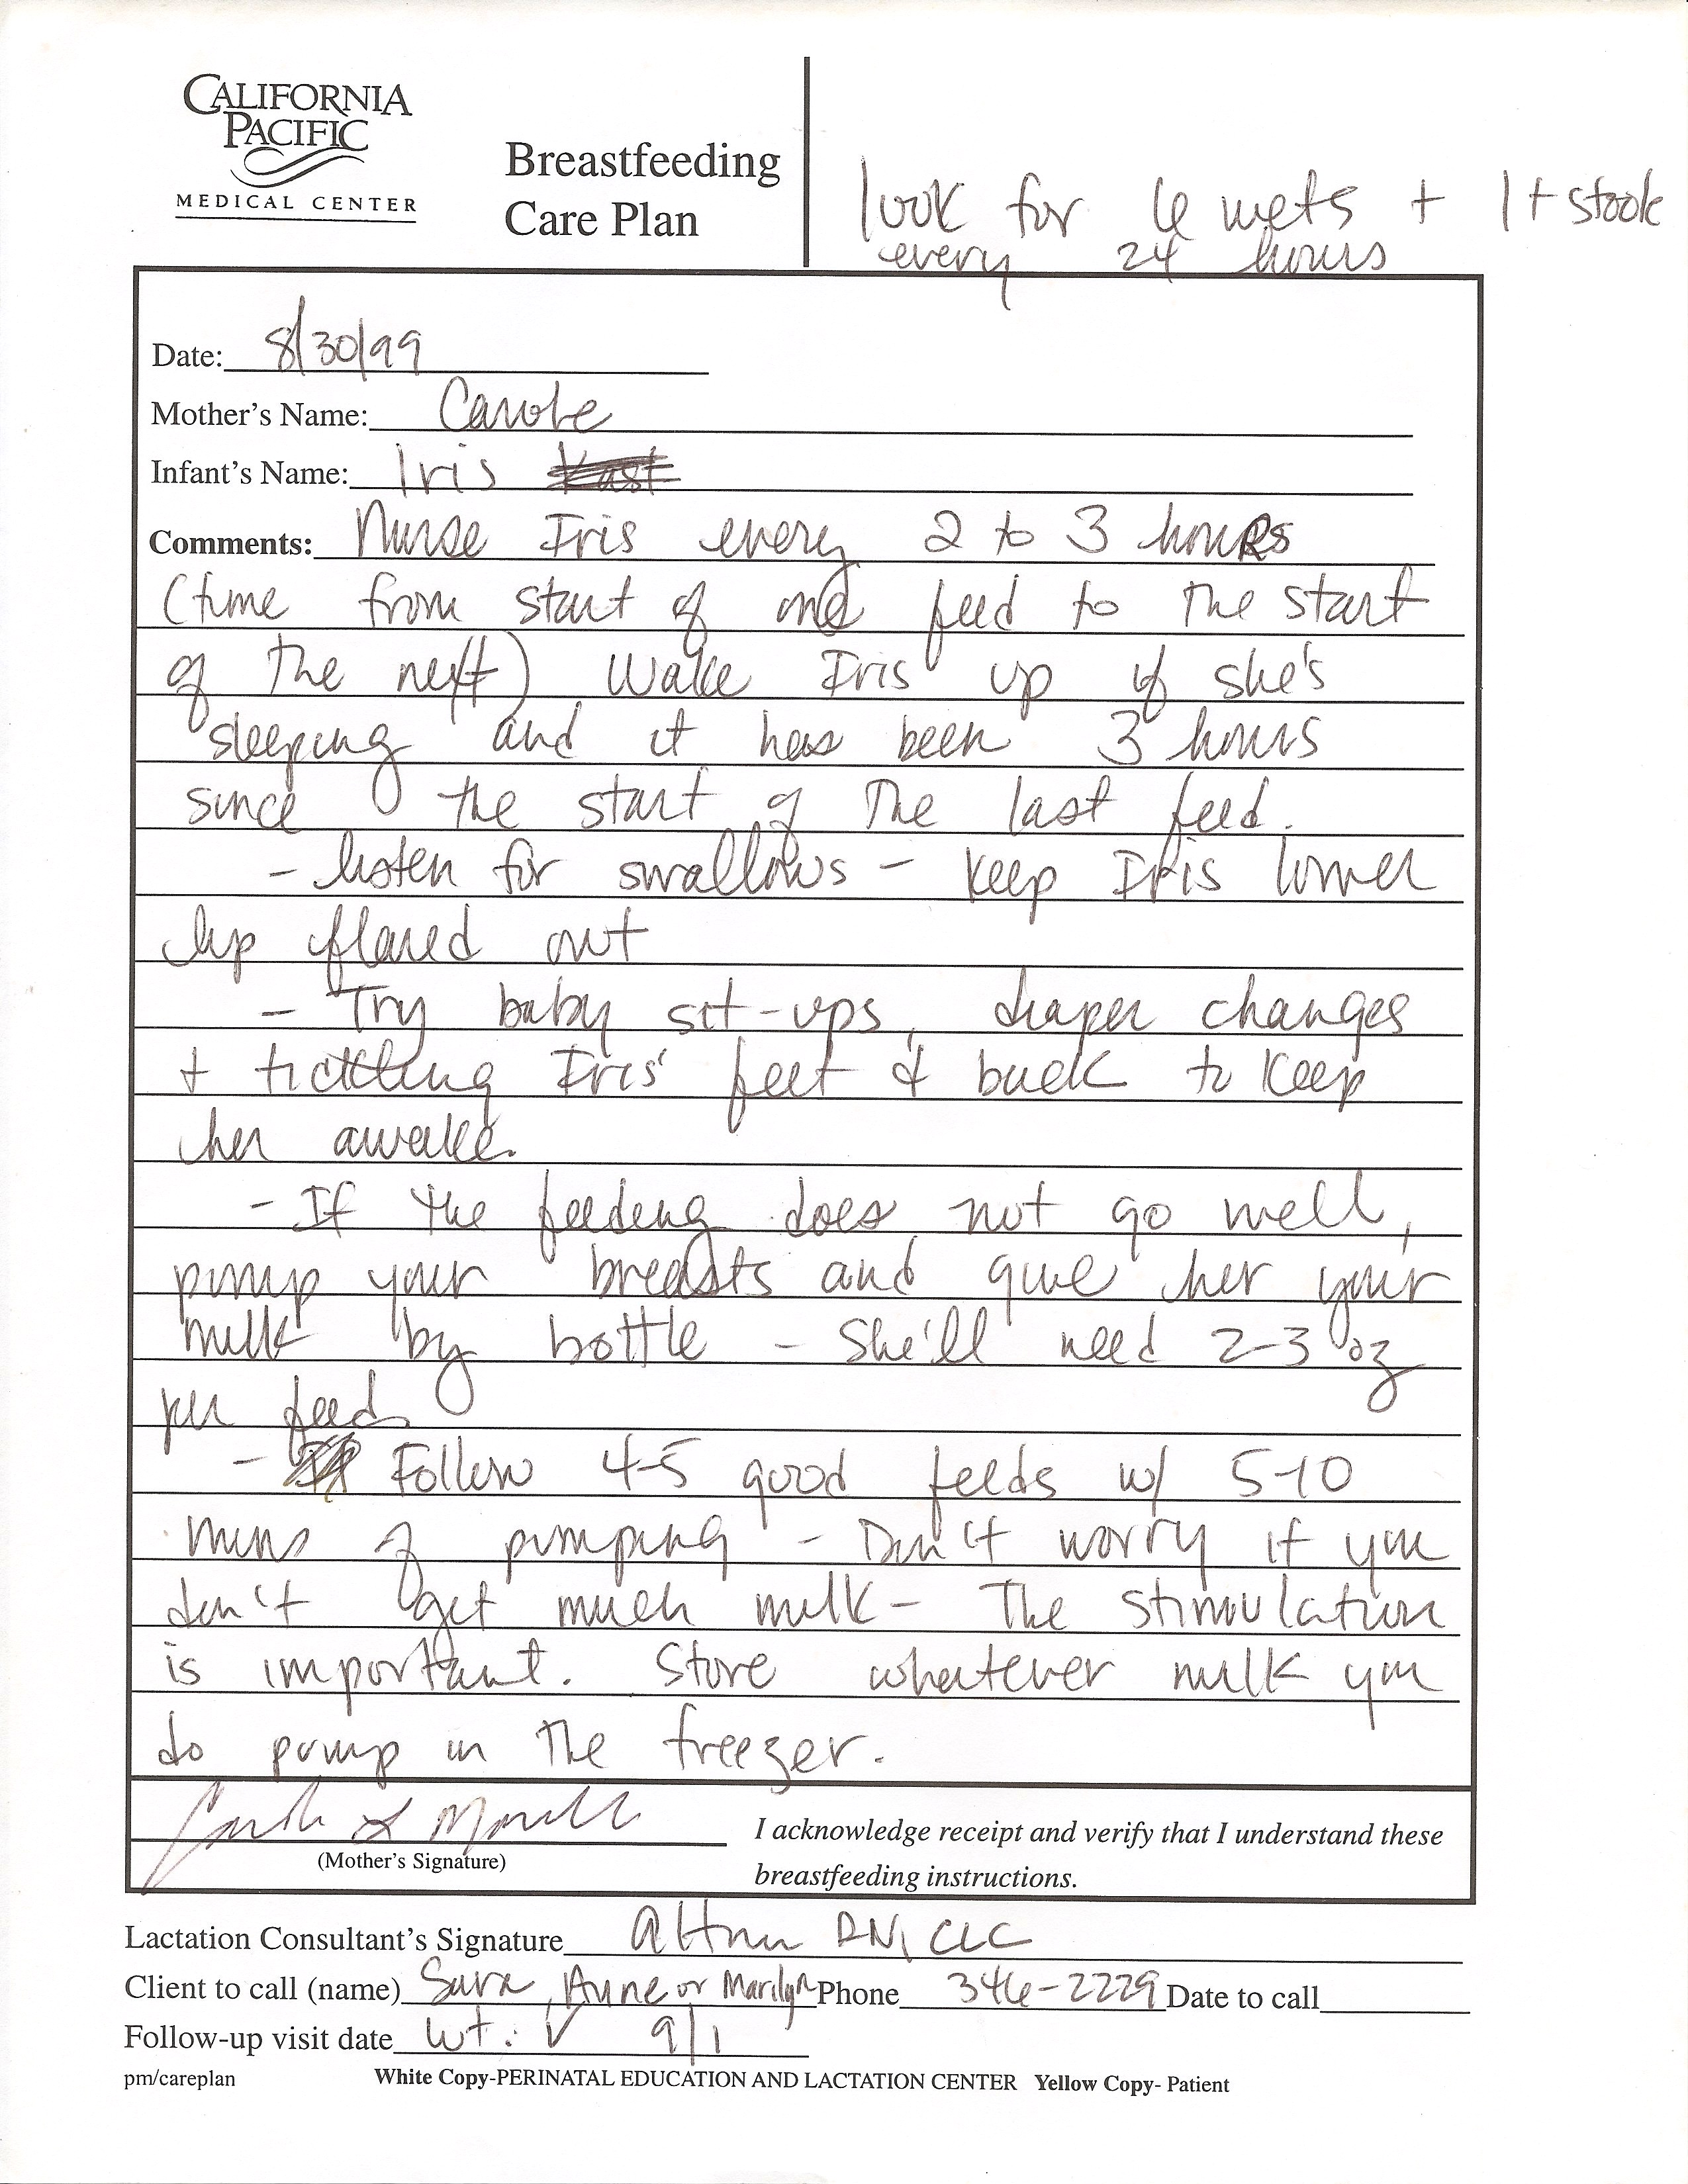 CALIFORNIA
PACIFIC
MEDICAL CENTER
Breastfeeding
Care Plan
look for 6 wets + 1+ stools
every 24 hours
Date: 8/30/99
Mother's Name: Carole
Infant's Name: Iris
Comments: Nurse Iris every 2 to 3 hours
(time from start of one feed to the start
of the next) Wake Iris up if she's
sleeping and it has been 3 hours
since the start of the last feed.
- listen for swallows - Keep Iris lower
lip flared out
- Try baby sit-ups, diaper changes
+ tickling Iris' feet & back to keep
her awake.
- If the feeding does not go well,
pump your breasts and give her your
milk by bottle - She'll need 2-3 oz
per feed.
- Follow 4-5 good feeds w/ 5-10
mins of pumping - Don't worry if you
don't get much milk - The stimulation
is important. Store whatever milk you
do pump in the freezer.
(Mother's Signature)
I acknowledge receipt and verify that I understand these
breastfeeding instructions.
Lactation Consultant's Signature RN, CLC
Client to call (name) Sara, Anne or Marilyn Phone 346-2229 Date to call
Follow-up visit date wt. ✓ 9/1
pm/careplan White Copy-PERINATAL EDUCATION AND LACTATION CENTER Yellow Copy- Patient